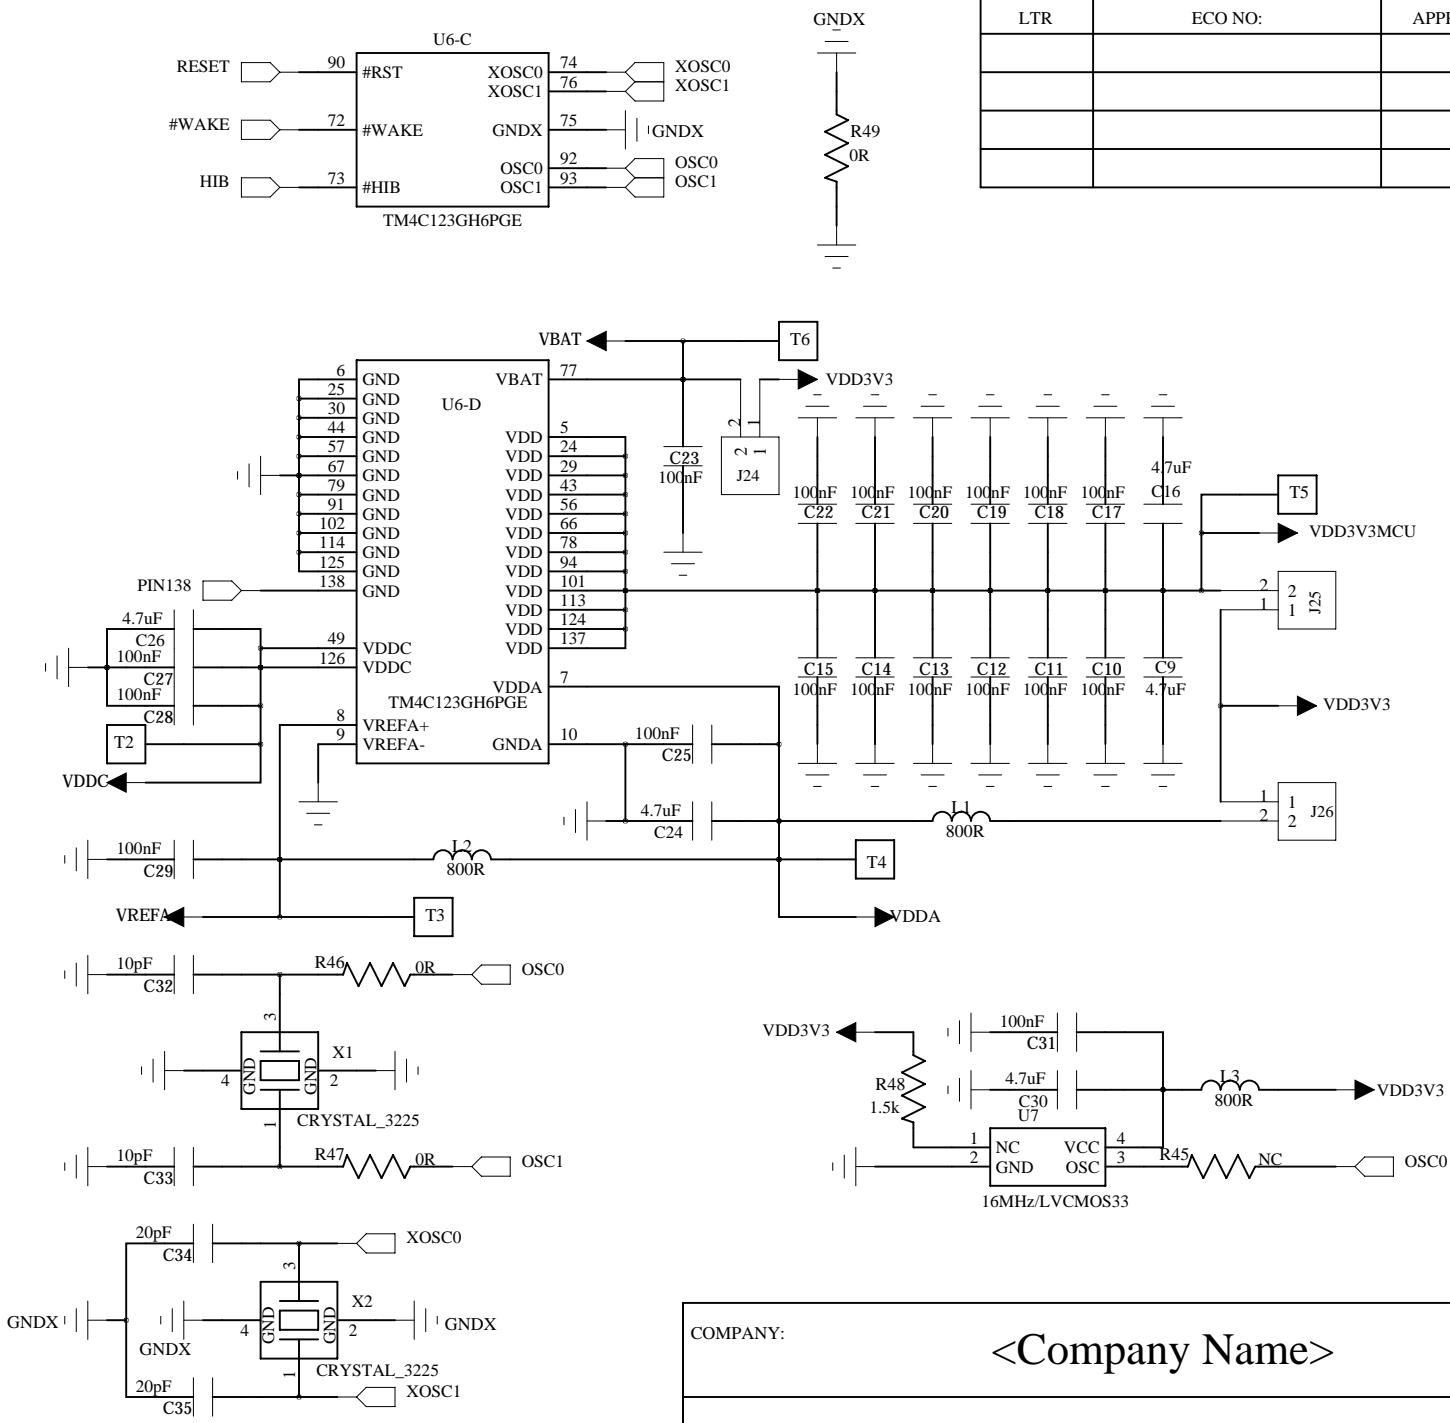 GNDX
LTR ECO NO:
U6-C
RESET 90 #RST XOSC0 74 XOSC0
XOSC1 76 XOSC1
#WAKE 72 #WAKE GNDX 75 GNDX
R49
0R
OSC0 92 OSC0
HIB 73 #HIB OSC1 93 OSC1
TM4C123GH6PGE
VBAT T6
6 GND VBAT 77 VDD3V3
25 GND
U6-D
30 GND
44 GND VDD 5
2 1
57 GND VDD 24
C23 2 1
67 GND VDD 29
100nF J24
4.7uF
79 GND VDD 43
100nF 100nF 100nF 100nF 100nF 100nF C16 T5
91 GND VDD 56
C22 C21 C20 C19 C18 C17
102 GND VDD 66
VDD3V3MCU
114 GND VDD 78
125 GND VDD 94
PIN138 138 GND VDD 101
2 2
VDD 113
1 1 J25
4.7uF VDD 124
C26 49 VDDC VDD 137
100nF 126 VDDC
C27
C15 C14 C13 C12 C11 C10 C9
VDDA 7
100nF 100nF 100nF 100nF 100nF 100nF 4.7uF
100nF
TM4C123GH6PGE
VDD3V3
C28 8 VREFA+
T2 9 VREFA- GNDA 10 100nF
C25
VDDC
1 1
4.7uF L1 J26
C24 800R 2 2
100nF L2
C29 800R T4
VREFA T3 VDDA
10pF R46 0R OSC0
C32
3
VDD3V3 100nF
C31
X1
4 GND GND 2
R48 4.7uF L3 VDD3V3
1.5k C30 800R
U7
1 CRYSTAL_3225
1 NC VCC 4
10pF R47 0R OSC1
C33
2 GND OSC 3 R45 NC OSC0
16MHz/LVCMOS33
20pF XOSC0
C34
3
X2
GNDX 4 GND GND 2 GNDX
GNDX
COMPANY:
<Company Name>
1 CRYSTAL_3225
20pF XOSC1
C35